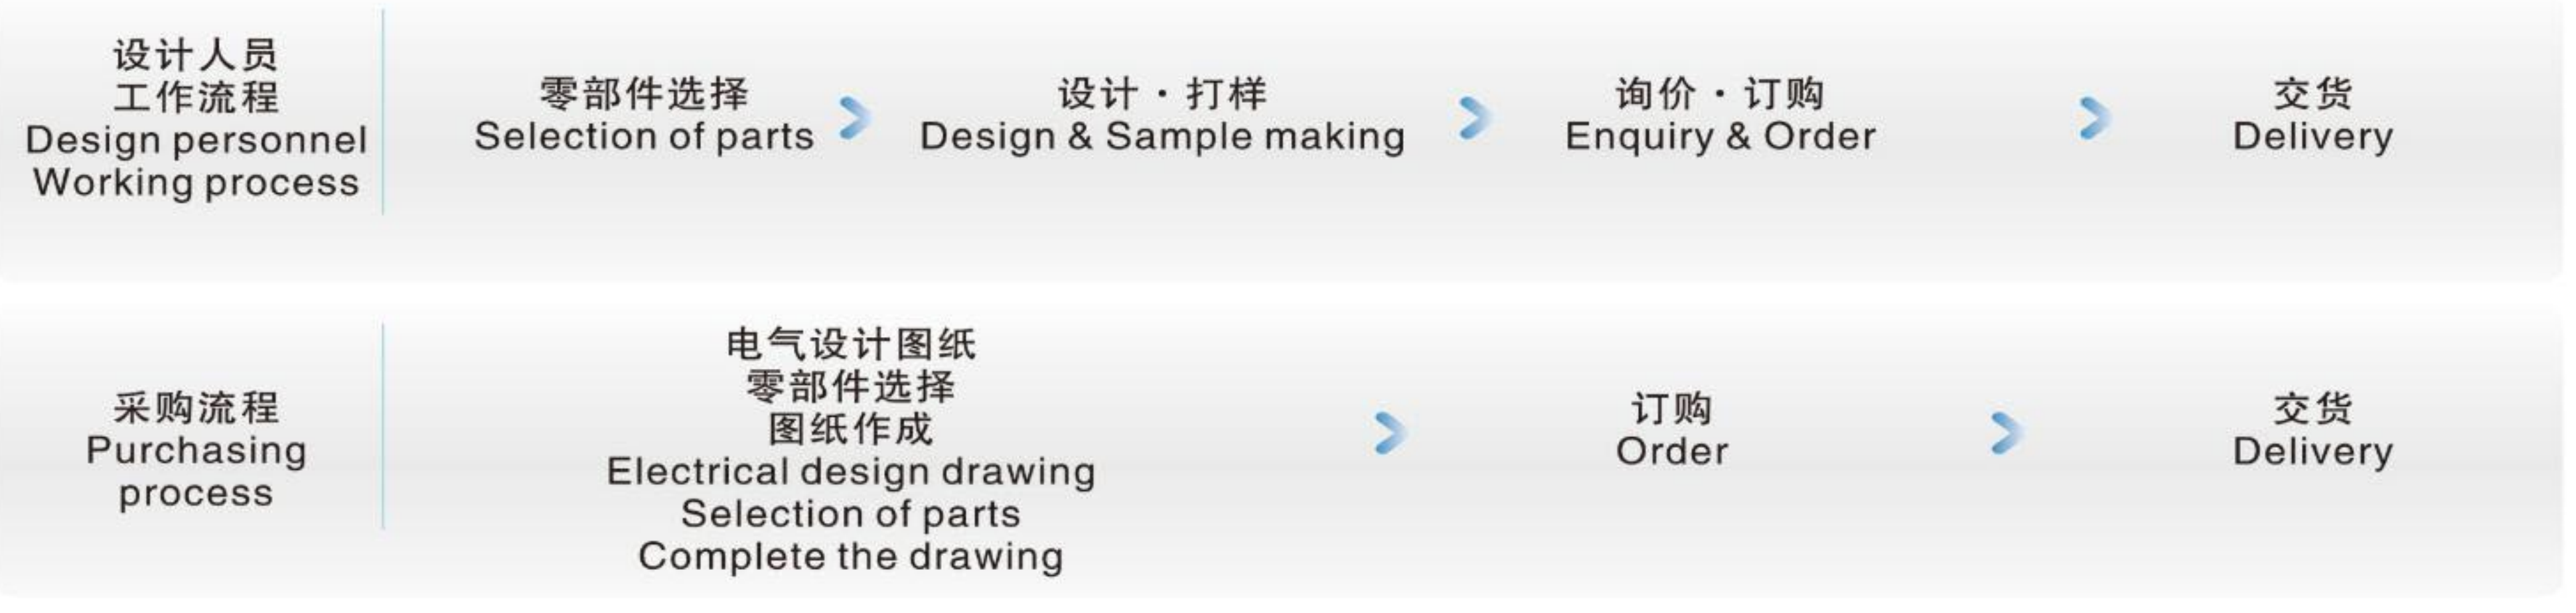 设计人员
工作流程
Design personnel
Working process
零部件选择
Selection of parts
设计・打样
Design & Sample making
询价・订购
Enquiry & Order
交货
Delivery
采购流程
Purchasing
process
电气设计图纸
零部件选择
图纸作成
Electrical design drawing
Selection of parts
Complete the drawing
订购
Order
交货
Delivery